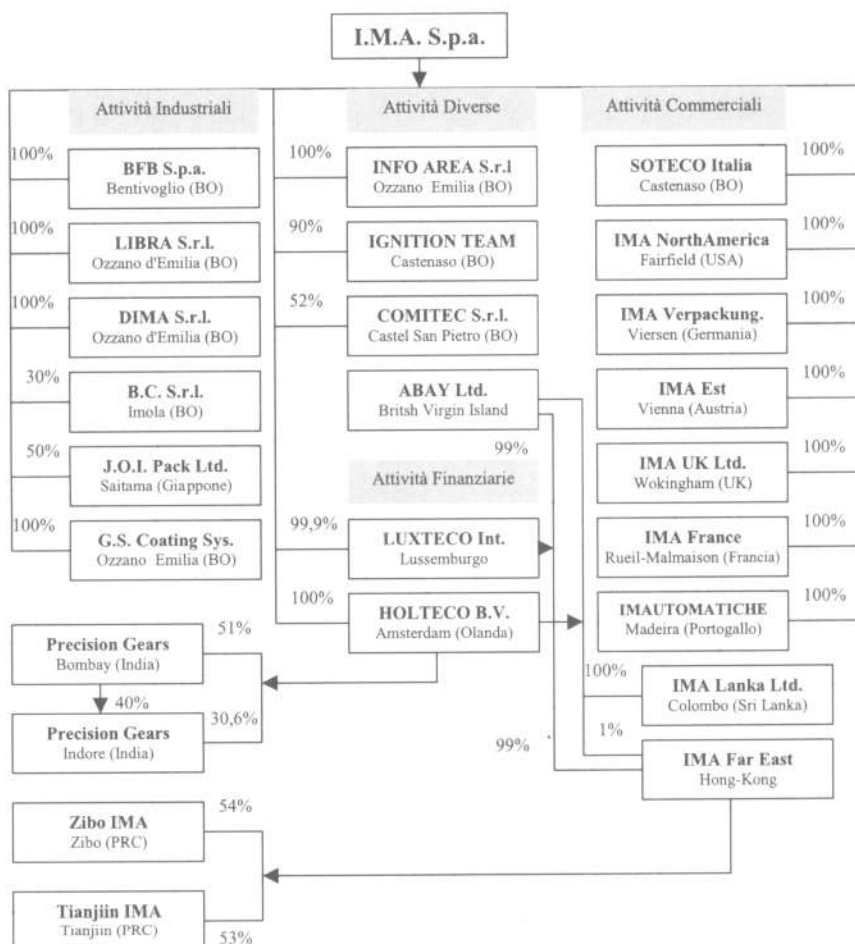 I.M.A. S.p.a.
Attività Industriali
Attività Diverse
Attività Commerciali
100%
BFB S.p.a.
Bentivoglio (BO)
100%
LIBRA S.r.l.
Ozzano d'Emilia (BO)
100%
DIMA S.r.l.
Ozzano d'Emilia (BO)
30%
B.C. S.r.l.
Imola (BO)
50%
J.O.I. Pack Ltd.
Saitama (Giappone)
100%
G.S. Coating Sys.
Ozzano Emilia (BO)
100%
INFO AREA S.r.l
Ozzano Emilia (BO)
90%
IGNITION TEAM
Castenaso (BO)
52%
COMITEC S.r.l.
Castel San Pietro (BO)
ABAY Ltd.
Britsh Virgin Island
99%
Attività Finanziarie
99,9%
LUXTECO Int.
Lussemburgo
100%
HOLTECO B.V.
Amsterdam (Olanda)
SOTECO Italia
Castenaso (BO)
100%
IMA NorthAmerica
Fairfield (USA)
100%
IMA Verpackung.
Viersen (Germania)
100%
IMA Est
Vienna (Austria)
100%
IMA UK Ltd.
Wokingham (UK)
100%
IMA France
Rueil-Malmaison (Francia)
100%
IMAUTOMATICHE
Madeira (Portogallo)
100%
100%
IMA Lanka Ltd.
Colombo (Sri Lanka)
1%
99%
IMA Far East
Hong-Kong
Precision Gears
Bombay (India)
51%
40%
Precision Gears
Indore (India)
30,6%
Zibo IMA
Zibo (PRC)
54%
Tianjiin IMA
Tianjiin (PRC)
53%